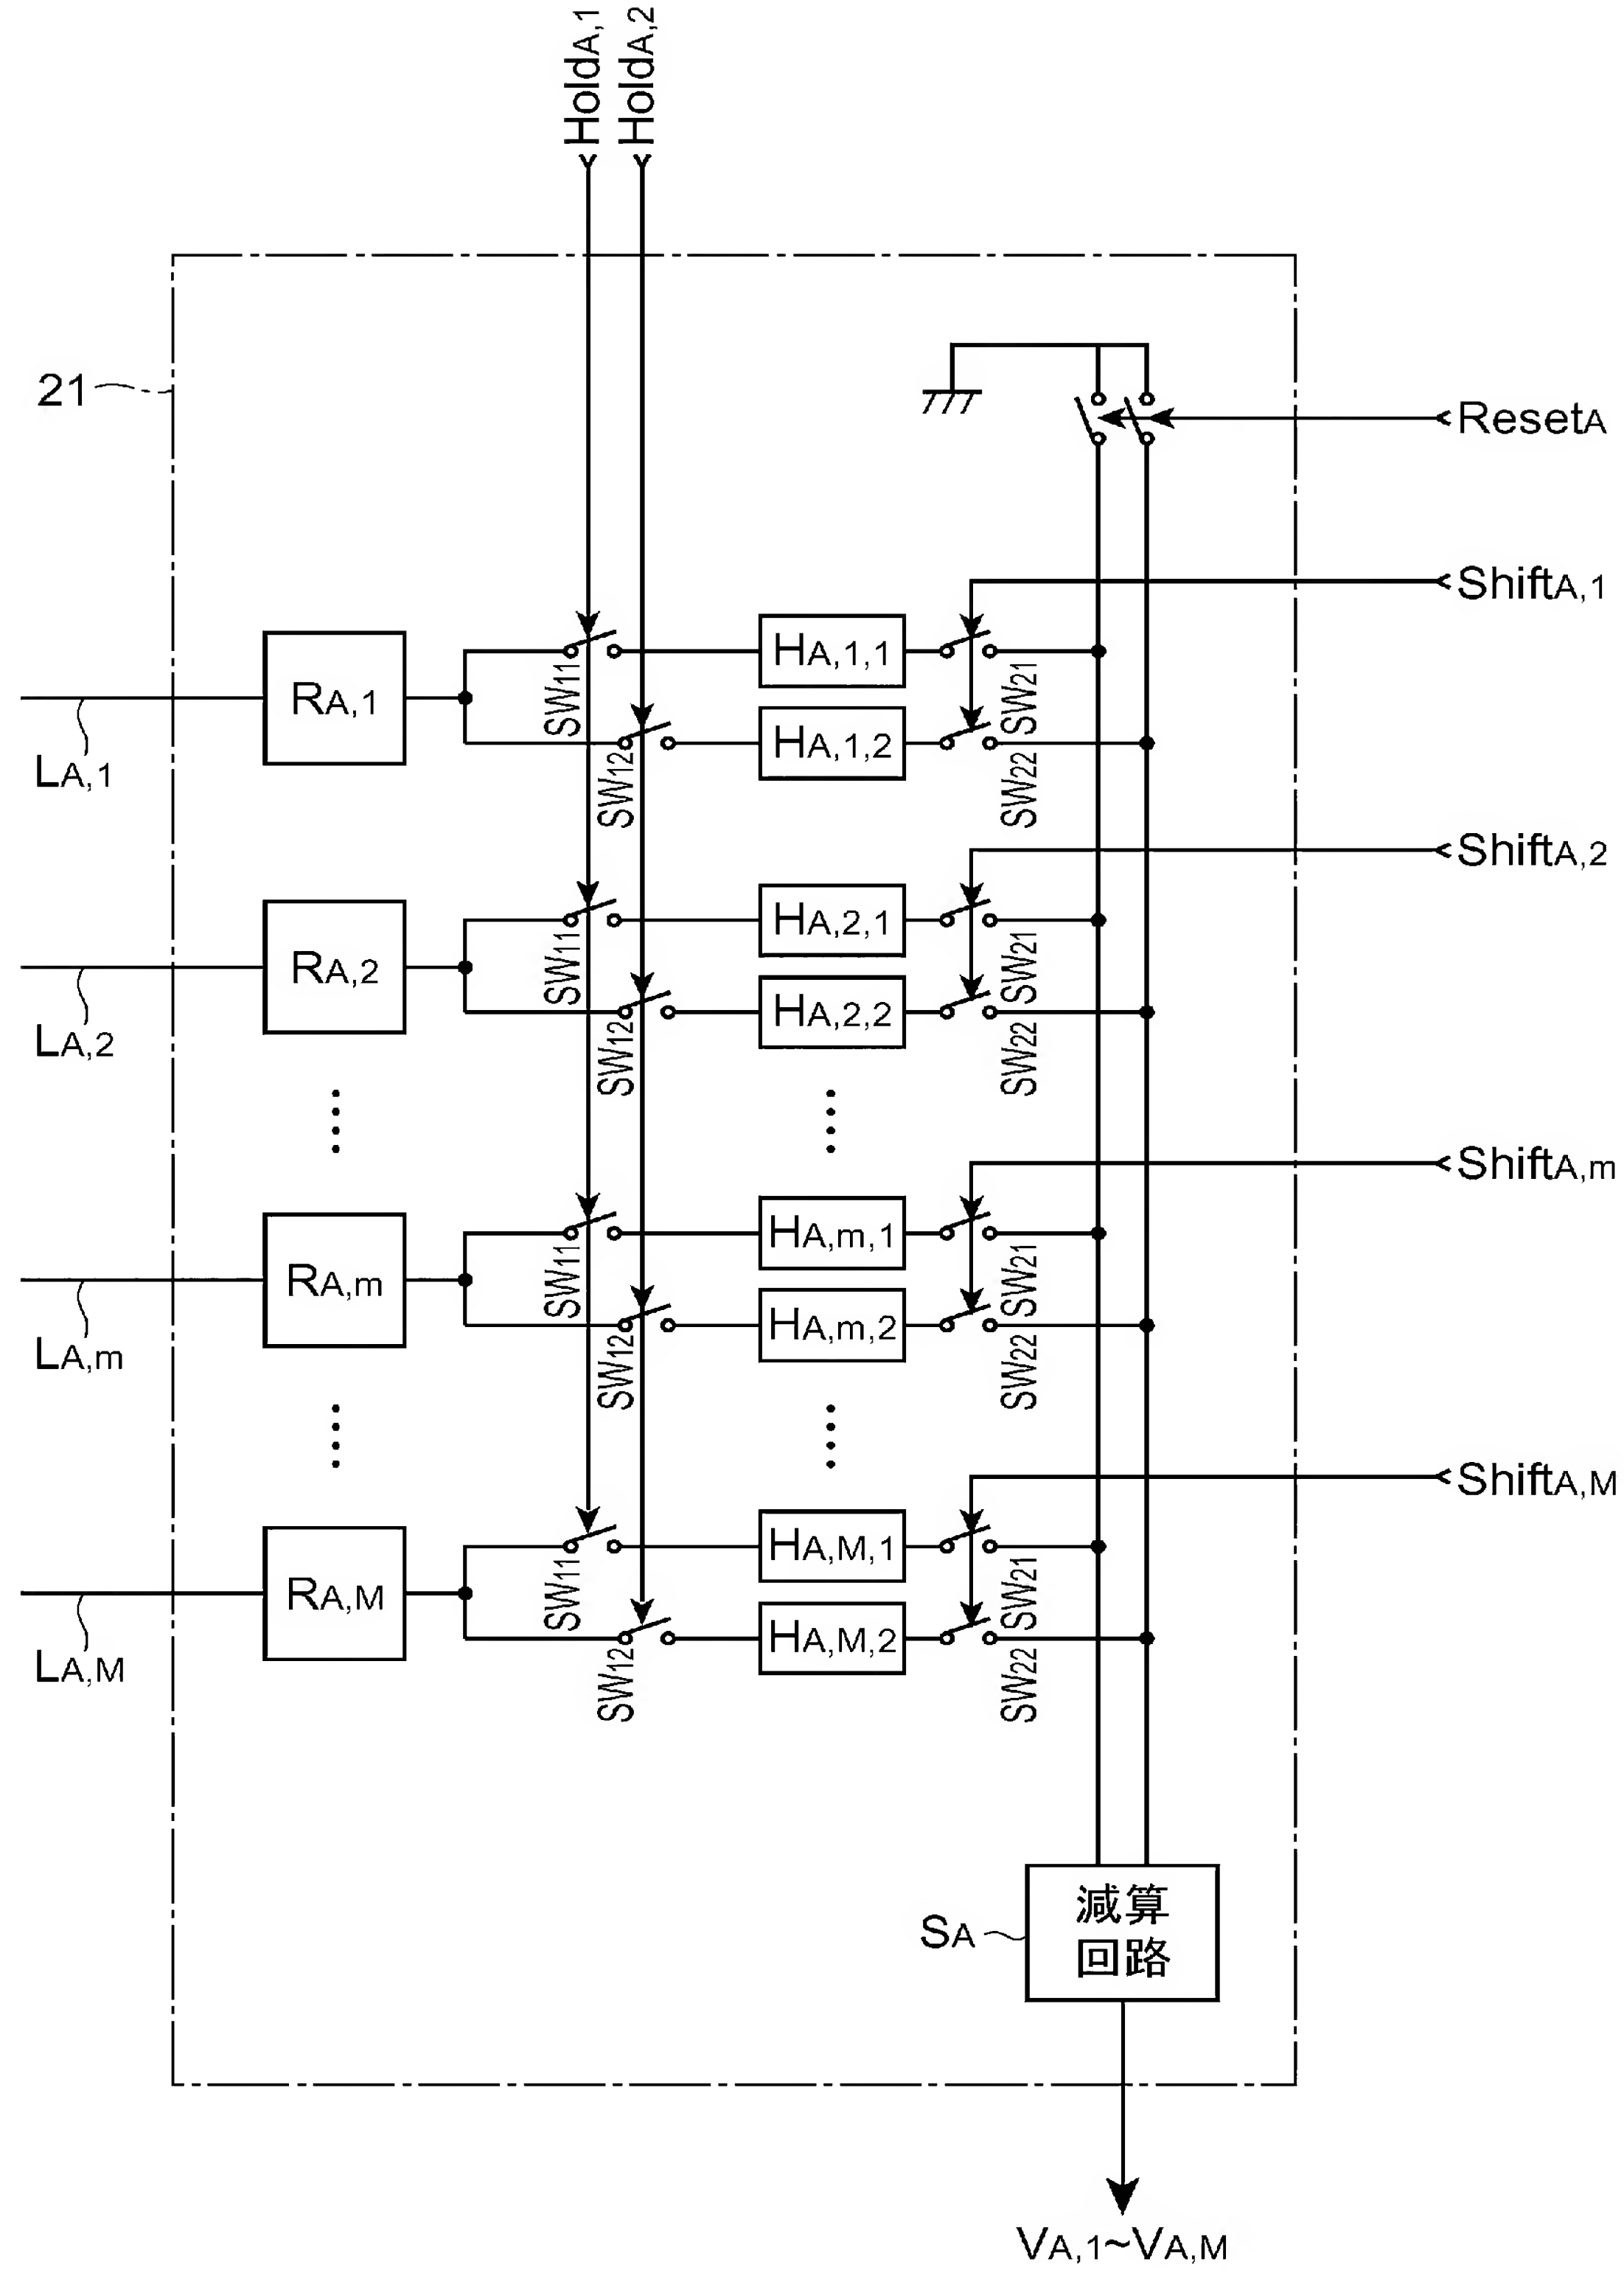 HoldA,1
HoldA,2
21
ResetA
ShiftA,1
RA,1
SW11
HA,1,1
SW21
LA,1
SW12
HA,1,2
SW22
ShiftA,2
RA,2
SW11
HA,2,1
SW21
LA,2
SW12
HA,2,2
SW22
ShiftA,m
RA,m
SW11
HA,m,1
SW21
LA,m
SW12
HA,m,2
SW22
ShiftA,M
RA,M
SW11
HA,M,1
SW21
LA,M
SW12
HA,M,2
SW22
SA
減算
回路
VA,1~VA,M